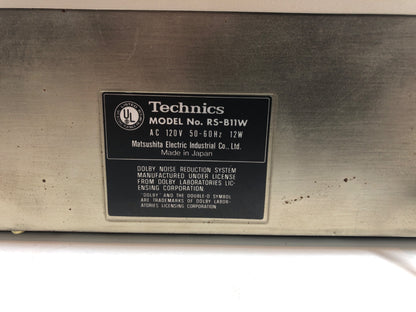 UL
Technics
MODEL No. RS-B11W
AC 120V 50-60Hz 12W
Matsushita Electric Industrial Co., Ltd.
Made in Japan
DOLBY NOISE REDUCTION SYSTEM
MANUFACTURED UNDER LICENSE
FROM DOLBY LABORATORIES LIC-
ENSING CORPORATION.
"DOLBY" AND THE DOUBLE-D SYMBOL
ARE TRADEMARKS OF DOLBY LABOR-
ATORIES LICENSING CORPORATION